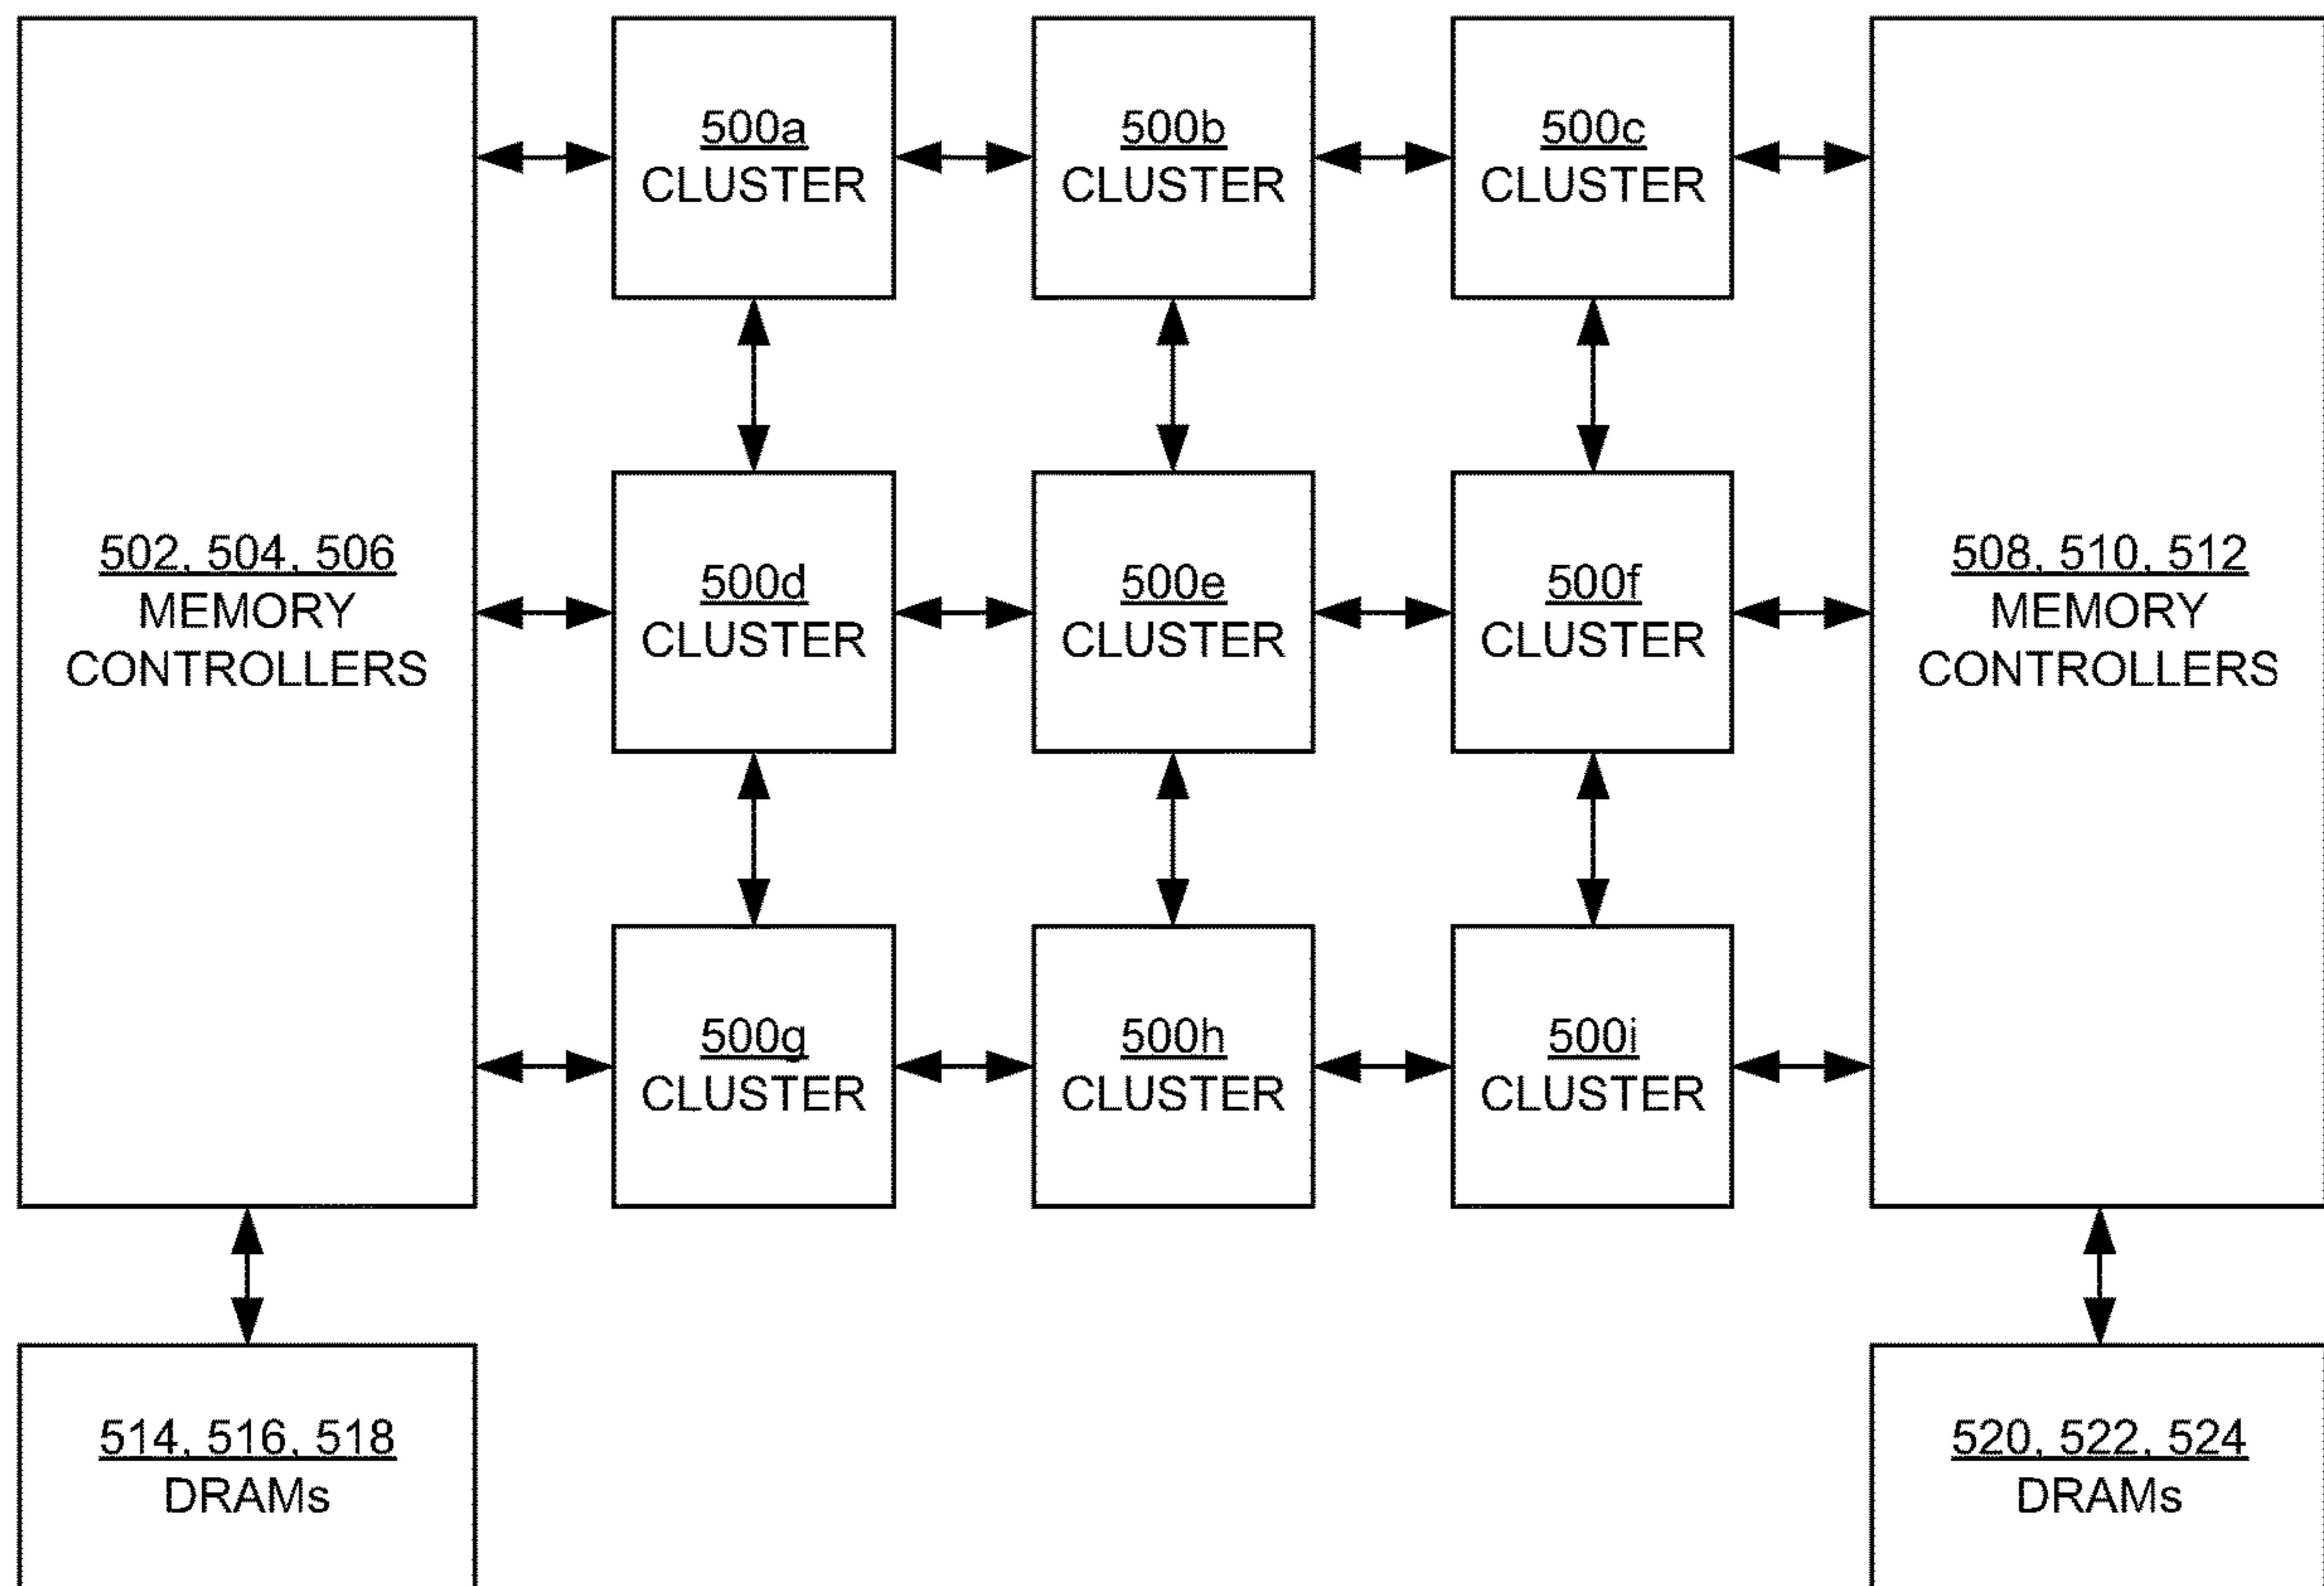 500a
CLUSTER
500b
CLUSTER
500c
CLUSTER
502, 504, 506
MEMORY
CONTROLLERS
500d
CLUSTER
500e
CLUSTER
500f
CLUSTER
508, 510, 512
MEMORY
CONTROLLERS
500g
CLUSTER
500h
CLUSTER
500i
CLUSTER
514, 516, 518
DRAMs
520, 522, 524
DRAMs